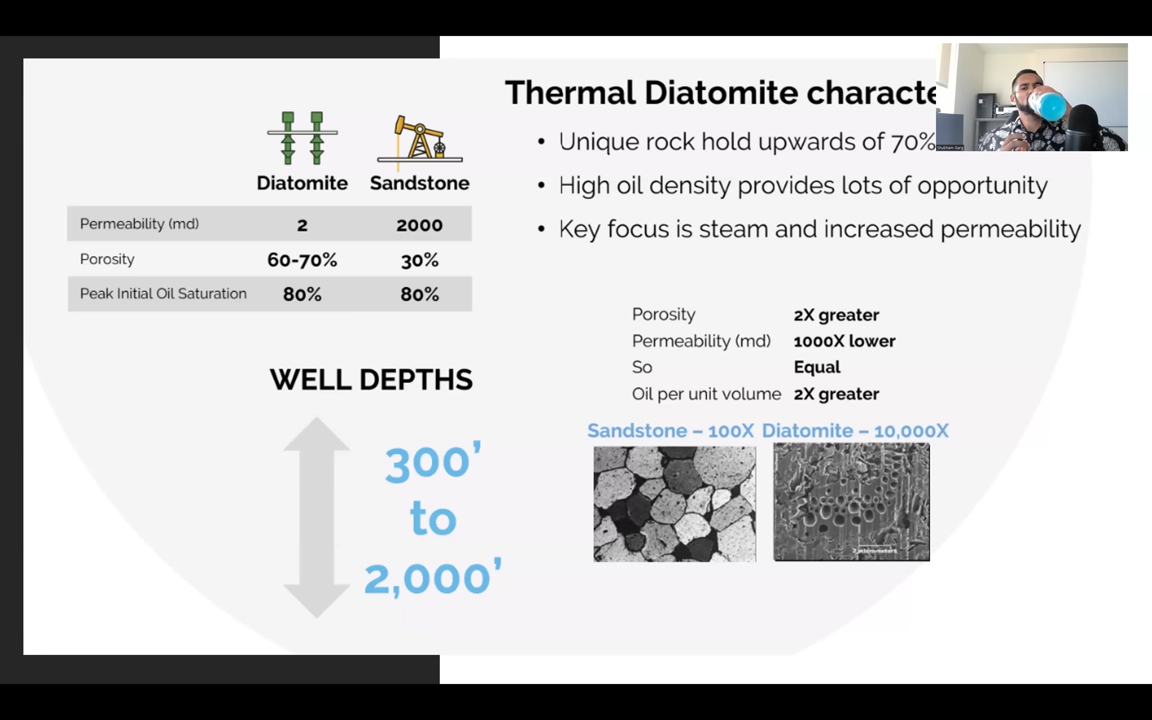 Thermal Diatomite characte
• Unique rock hold upwards of 70%
• High oil density provides lots of opportunity
• Key focus is steam and increased permeability
Diatomite Sandstone
Permeability (md) 2 2000
Porosity 60-70% 30%
Peak Initial Oil Saturation 80% 80%
WELL DEPTHS
300’
to
2,000’
Porosity 2X greater
Permeability (md) 1000X lower
So Equal
Oil per unit volume 2X greater
Sandstone – 100X Diatomite – 10,000X